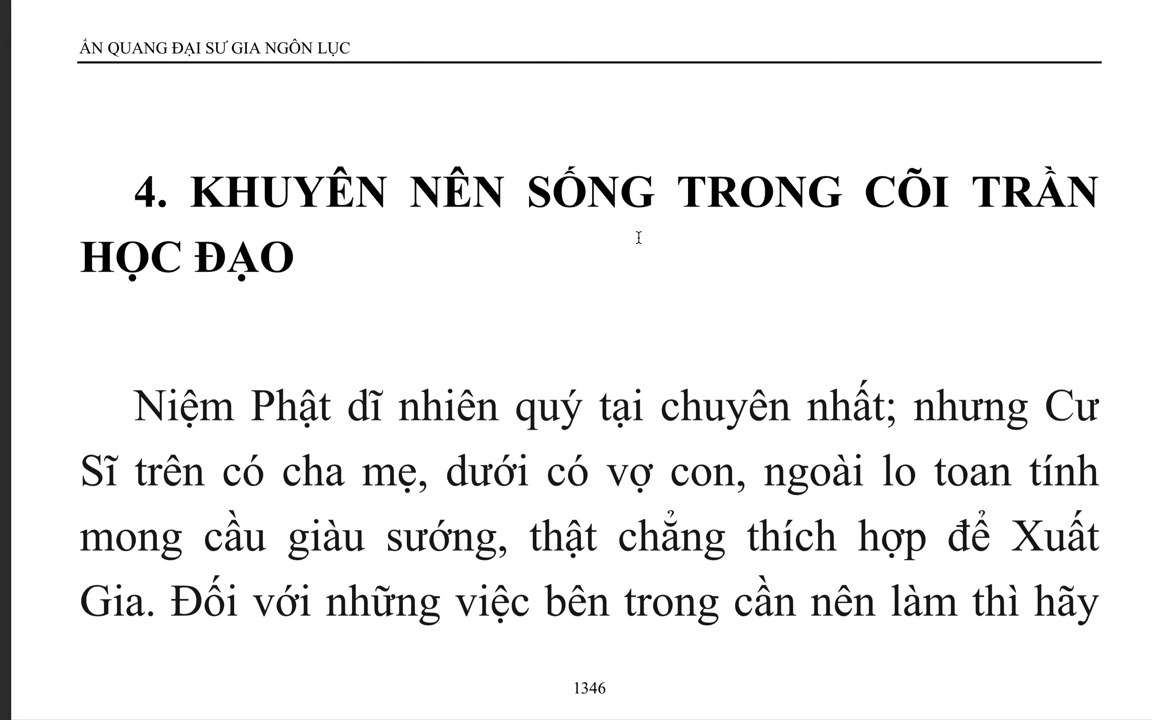 ẤN QUANG ĐẠI SƯ GIA NGÔN LỤC
4. KHUYÊN NÊN SỐNG TRONG CÕI TRẦN
HỌC ĐẠO
Niệm Phật dĩ nhiên quý tại chuyên nhất; nhưng Cư
Sĩ trên có cha mẹ, dưới có vợ con, ngoài lo toan tính
mong cầu giàu sướng, thật chẳng thích hợp để Xuất
Gia. Đối với những việc bên trong cần nên làm thì hãy
1346